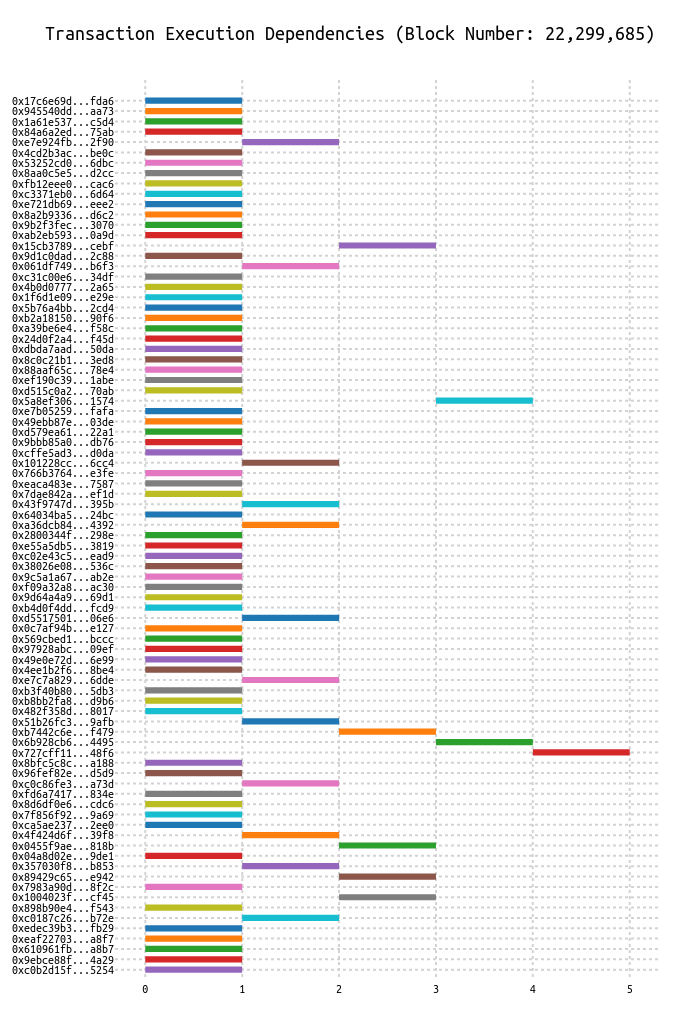 Transaction Execution Dependencies (Block Number: 22,299,685)
0x17c6e69d...fda6
0x945540dd...aa73
0x1a61e537...c5d4
0x84a6a2ed...75ab
0xe7e924fb...2f90
0x4cd2b3ac...be0c
0x53252cd0...6dbc
0x8aa0c5e5...d2cc
0xfb12eee0...cac6
0xc3371eb0...6d64
0xe721db69...eee2
0x8a2b9336...d6c2
0x9b2f3fec...3070
0xab2eb593...0a9d
0x15cb3789...cebf
0x9d1c0dad...2c88
0x061df749...b6f3
0xc31c00e6...34df
0x4b0d0777...2a65
0x1f6d1e09...e29e
0x5b76a4bb...2cd4
0xb2a18150...90f6
0xa39be6e4...f58c
0x24d0f2a4...f45d
0xdbda7aad...50da
0x8c0c21b1...3ed8
0x88aaf65c...78e4
0xef190c39...1abe
0xd515c0a2...70ab
0x5a8ef306...1574
0xe7b05259...fafa
0x49ebb87e...03de
0xd579ea61...22a1
0x9bbb85a0...db76
0xcffe5ad3...d0da
0x101228cc...6cc4
0x766b3764...e3fe
0xeaca483e...7587
0x7dae842a...ef1d
0x43f9747d...395b
0x64034ba5...24bc
0xa36dcb84...4392
0x2800344f...298e
0xe55a5db5...3819
0xc02e43c5...ead9
0x38026e08...536c
0x9c5a1a67...ab2e
0xf09a32a8...ac30
0x9d64a4a9...69d1
0xb4d0f4dd...fcd9
0xd5517501...06e6
0x0c7af94b...e127
0x569cbed1...bccc
0x97928abc...09ef
0x49e0e72d...6e99
0x4ee1b2f6...8be4
0xe7c7a829...6dde
0xb3f40b80...5db3
0xb8bb2fa8...d9b6
0x482f358d...8017
0x51b26fc3...9afb
0xb7442c6e...f479
0x6b928cb6...4495
0x727cff11...48f6
0x8bfc5c8c...a188
0x96fef82e...d5d9
0xc0c86fe3...a73d
0xfd6a7417...834e
0x8d6df0e6...cdc6
0x7f856f92...9a69
0xca5ae237...2ee0
0x4f424d6f...39f8
0x0455f9ae...818b
0x04a8d02e...9de1
0x357030f8...b853
0x89429c65...e942
0x7983a90d...8f2c
0x1004023f...cf45
0x898b90e4...f543
0xc0187c26...b72e
0xedec39b3...fb29
0xeaf22703...a8f7
0x610961fb...a8b7
0x9ebce88f...4a29
0xc0b2d15f...5254
0 1 2 3 4 5